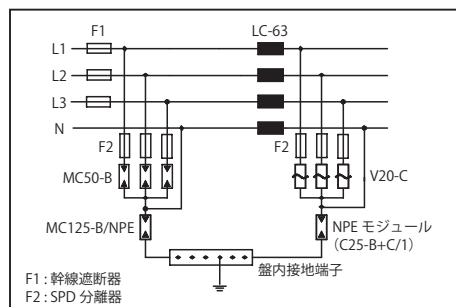 F1
LC-63
L1
L2
L3
N
F2
F2
MC50-B
V20-C
MC125-B/NPE
NPE モジュール
（C25-B+C/1）
盤内接地端子
F1 : 幹線遮断器
F2 : SPD 分離器